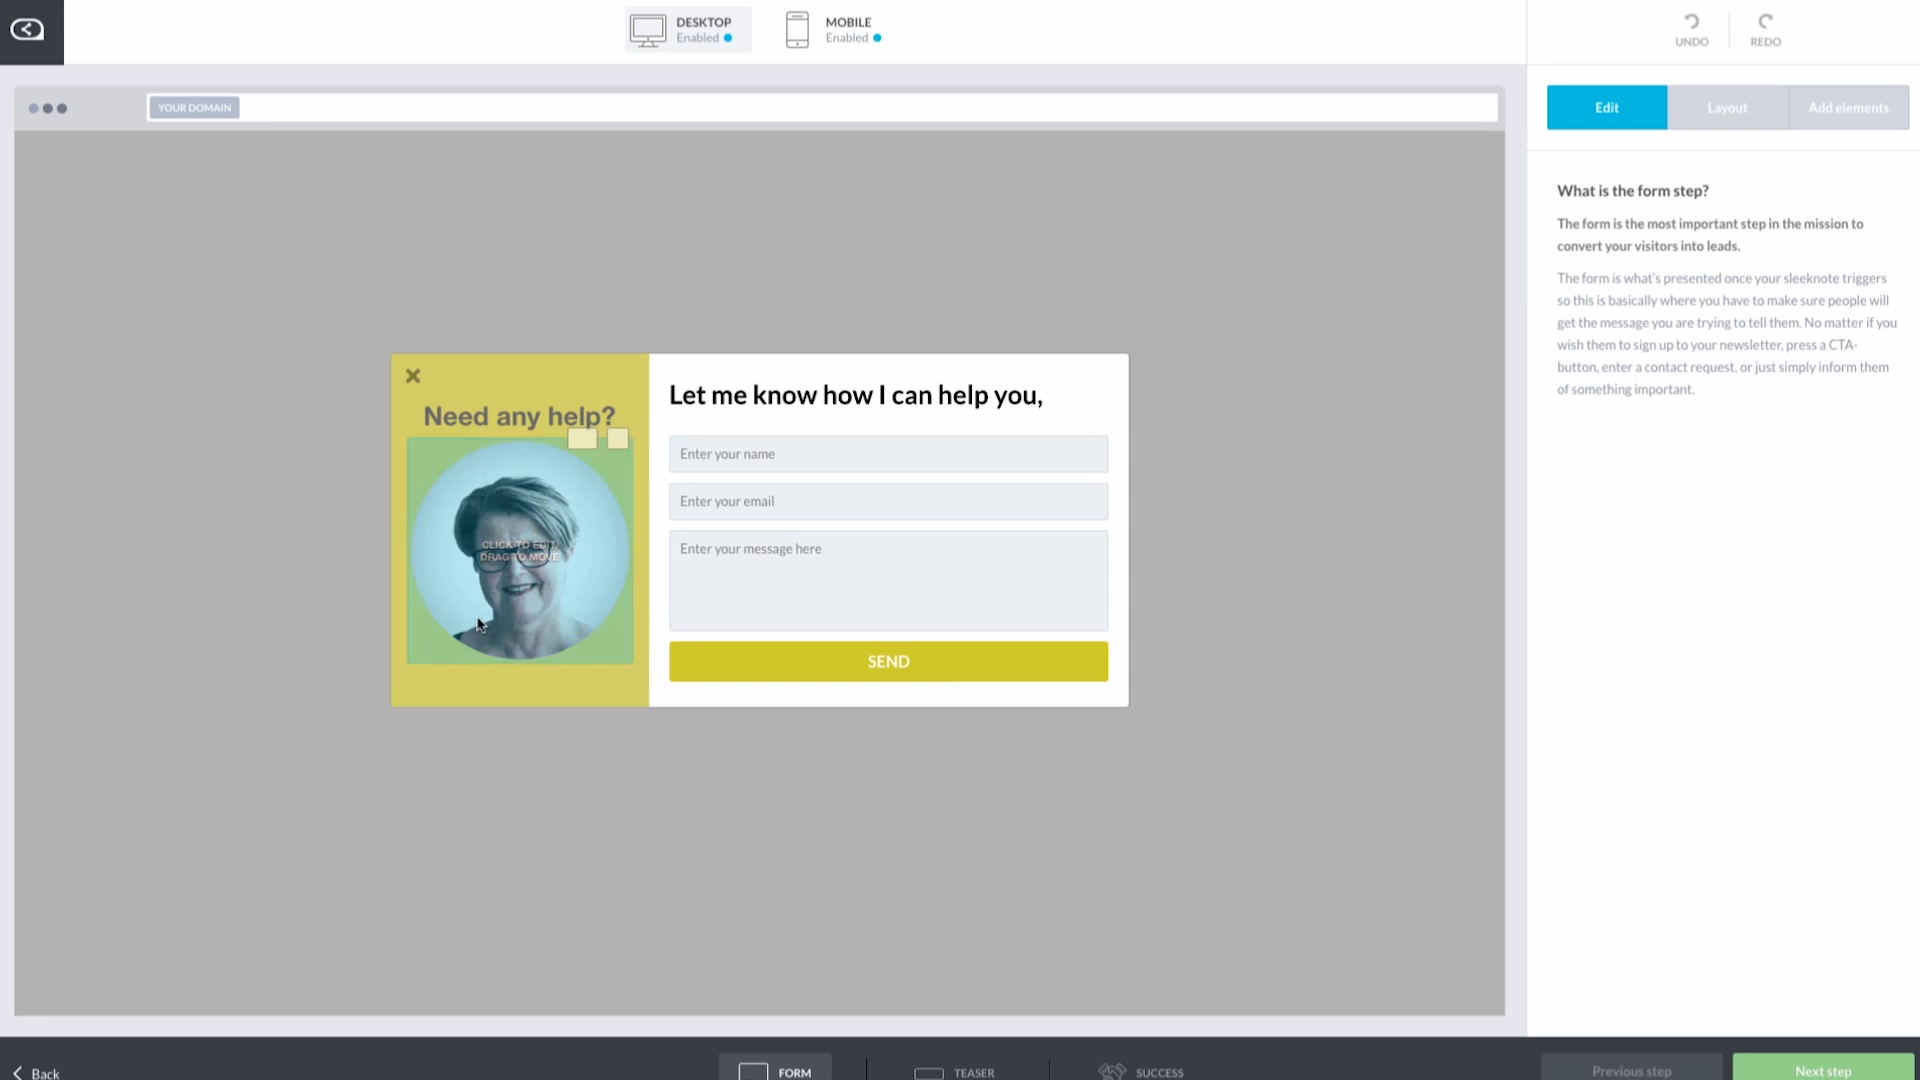 DESKTOP
Enabled
MOBILE
Enabled
UNDO
REDO
YOUR DOMAIN
Edit
Layout
Add elements
What is the form step?
The form is the most important step in the mission to
convert your visitors into leads.
The form is what's presented once your sleeknote triggers
so this is basically where you have to make sure people will
get the message you are trying to tell them. No matter if you
wish them to sign up to your newsletter, press a CTA-
button, enter a contact request, or just simply inform them
of something important.
Need any help?
CLICK TO EDIT,
DRAG TO MOVE
Let me know how I can help you,
Enter your name
Enter your email
Enter your message here
SEND
Back
FORM
TEASER
SUCCESS
Previous step
Next step